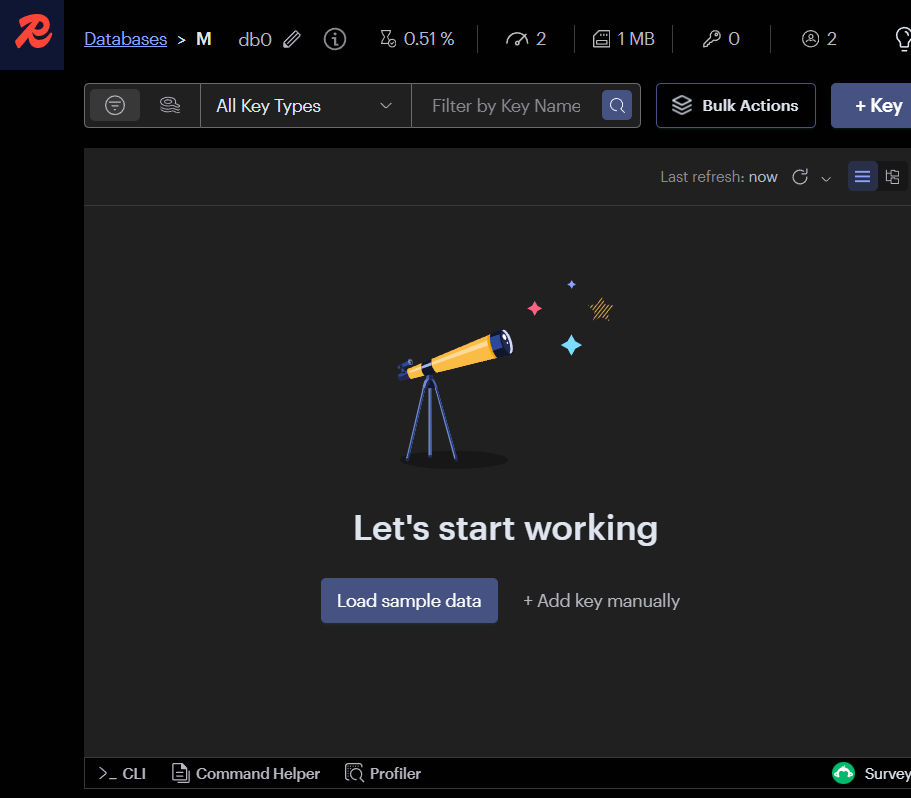 Databases > M db0 0.51 % 2 1 MB 0 2
All Key Types Filter by Key Name Bulk Actions + Key
Last refresh: now
Let's start working
Load sample data + Add key manually
>_ CLI Command Helper Profiler Survey